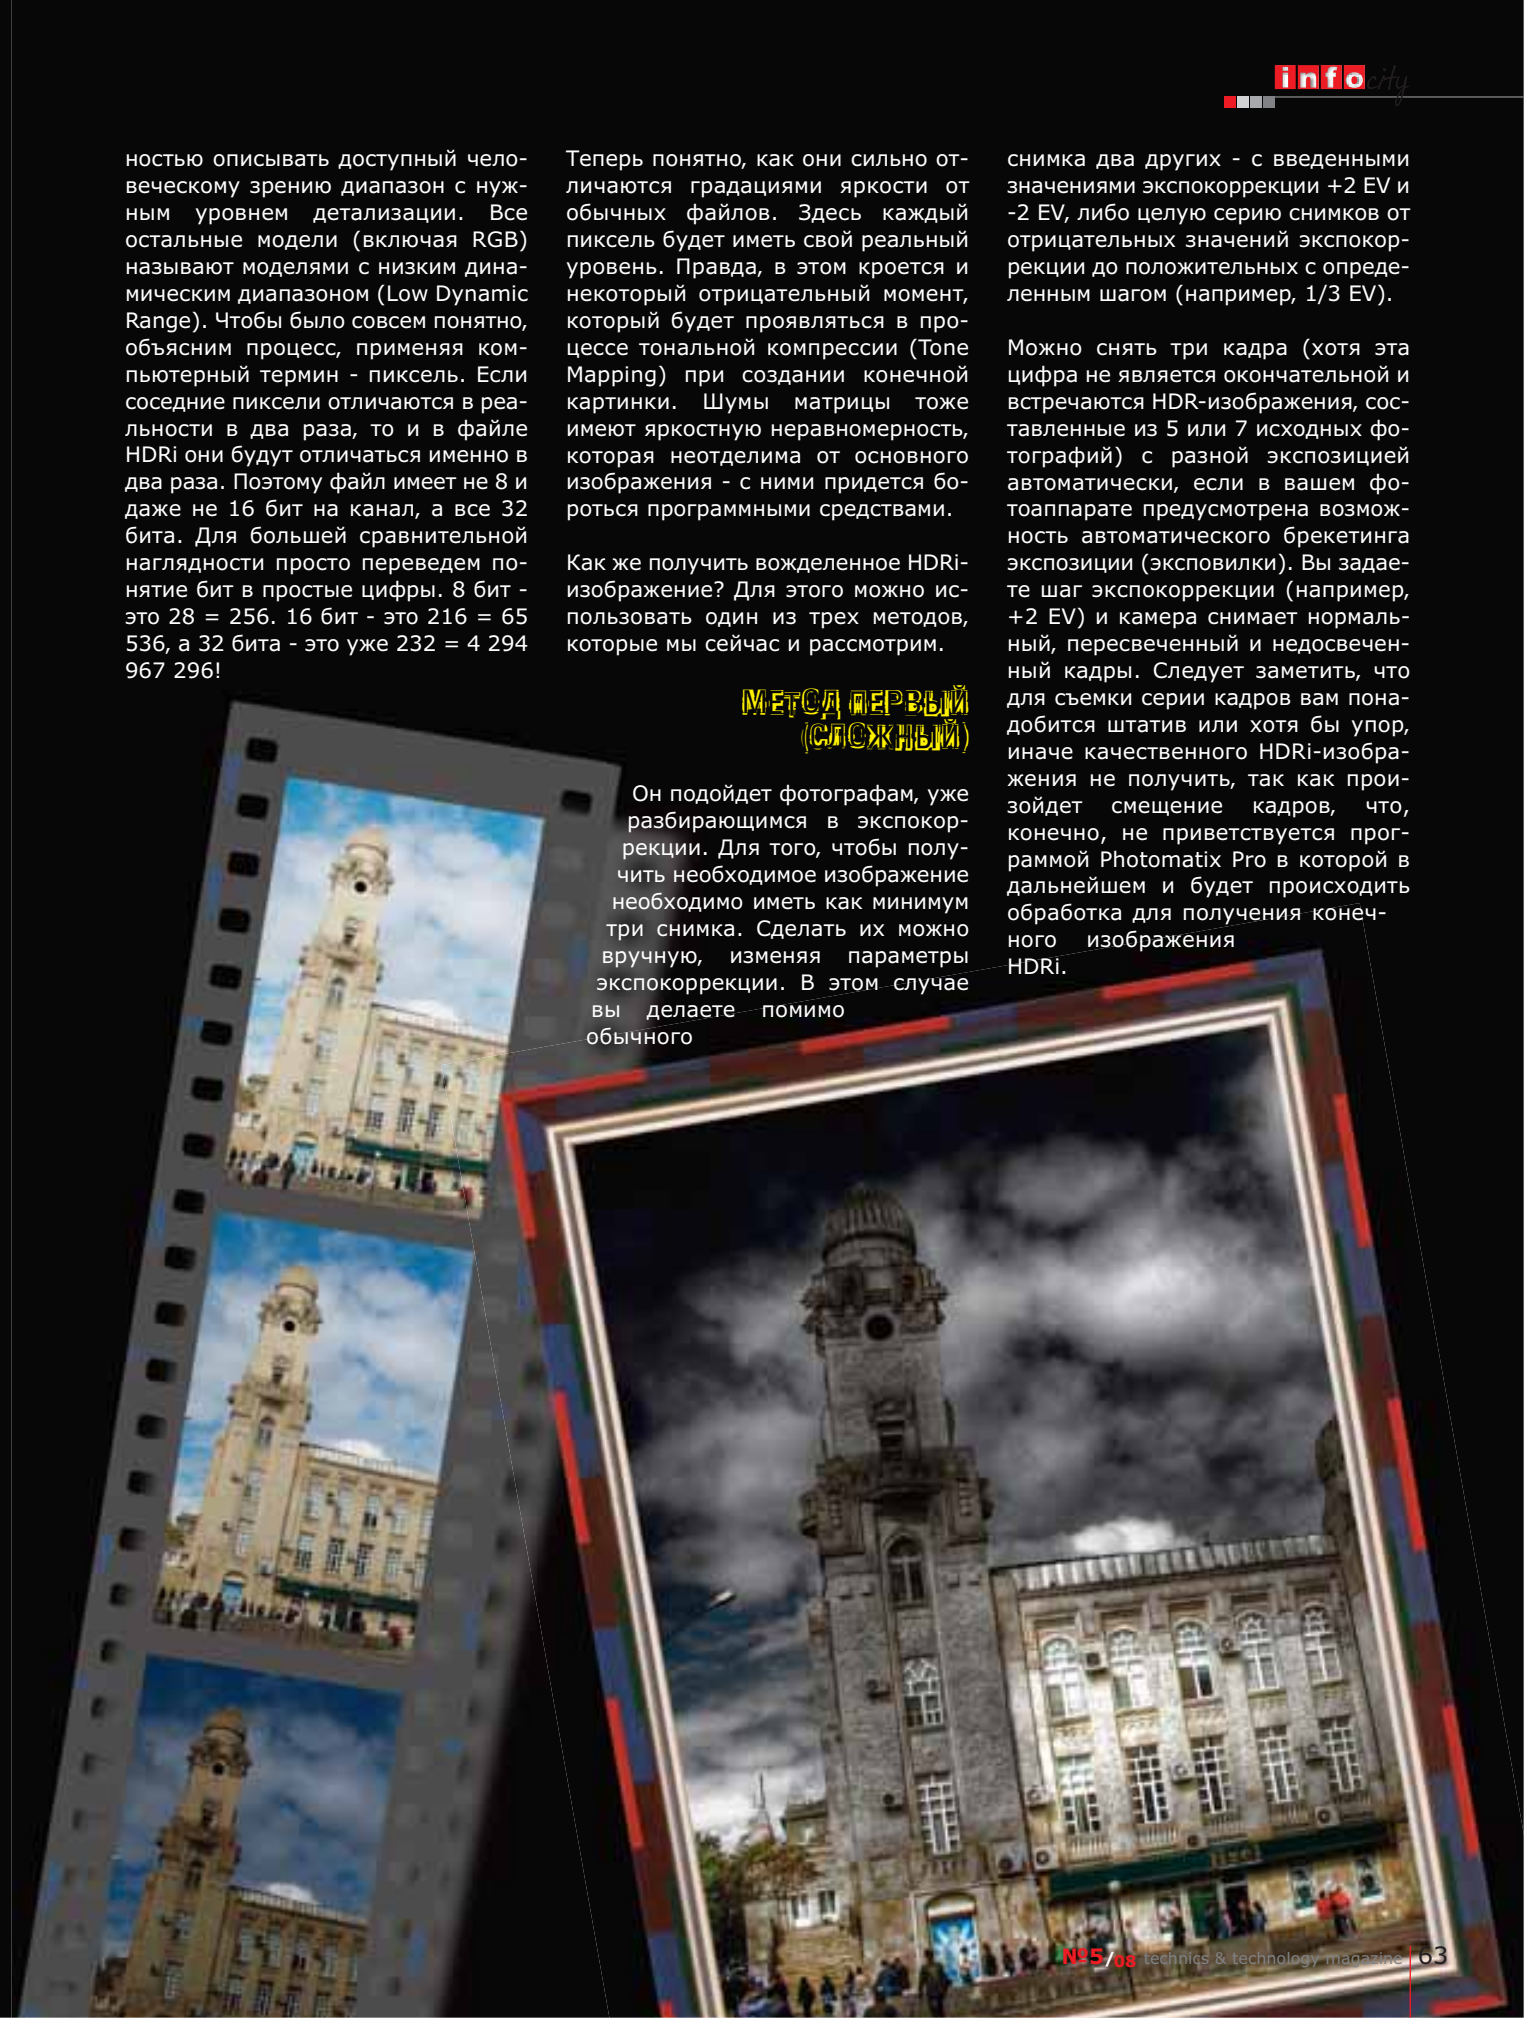 infocity
ностью описывать доступный чело-
веческому зрению диапазон с нуж-
ным уровнем детализации. Все
остальные модели (включая RGB)
называют моделями с низким дина-
мическим диапазоном (Low Dynamic
Range). Чтобы было совсем понятно,
объясним процесс, применяя ком-
пьютерный термин - пиксель. Если
соседние пиксели отличаются в реа-
льности в два раза, то и в файле
HDRi они будут отличаться именно в
два раза. Поэтому файл имеет не 8 и
даже не 16 бит на канал, а все 32
бита. Для большей сравнительной
наглядности просто переведем по-
нятие бит в простые цифры. 8 бит -
это 28 = 256. 16 бит - это 216 = 65
536, а 32 бита - это уже 232 = 4 294
967 296!
Теперь понятно, как они сильно от-
личаются градациями яркости от
обычных файлов. Здесь каждый
пиксель будет иметь свой реальный
уровень. Правда, в этом кроется и
некоторый отрицательный момент,
который будет проявляться в про-
цессе тональной компрессии (Tone
Mapping) при создании конечной
картинки. Шумы матрицы тоже
имеют яркостную неравномерность,
которая неотделима от основного
изображения - с ними придется бо-
роться программными средствами.
Как же получить вожделенное HDRi-
изображение? Для этого можно ис-
пользовать один из трех методов,
которые мы сейчас и рассмотрим.
МЕТОД ПЕРВЫЙ
(СЛОЖНЫЙ)
Он подойдет фотографам, уже
разбирающимся в экспокор-
рекции. Для того, чтобы полу-
чить необходимое изображение
необходимо иметь как минимум
три снимка. Сделать их можно
вручную, изменяя параметры
экспокоррекции. В этом случае
вы делаете помимо
обычного
снимка два других - с введенными
значениями экспокоррекции +2 EV и
-2 EV, либо целую серию снимков от
отрицательных значений экспокор-
рекции до положительных с опреде-
ленным шагом (например, 1/3 EV).
Можно снять три кадра (хотя эта
цифра не является окончательной и
встречаются HDR-изображения, сос-
тавленные из 5 или 7 исходных фо-
тографий) с разной экспозицией
автоматически, если в вашем фо-
тоаппарате предусмотрена возмож-
ность автоматического брекетинга
экспозиции (эксповилки). Вы задае-
те шаг экспокоррекции (например,
+2 EV) и камера снимает нормаль-
ный, пересвеченный и недосвечен-
ный кадры. Следует заметить, что
для съемки серии кадров вам пона-
добится штатив или хотя бы упор,
иначе качественного HDRi-изобра-
жения не получить, так как прои-
зойдет смещение кадров, что,
конечно, не приветствуется прог-
раммой Photomatix Pro в которой в
дальнейшем и будет происходить
обработка для получения конеч-
ного изображения
HDRi.
№5/08 technics & technology magazine 63